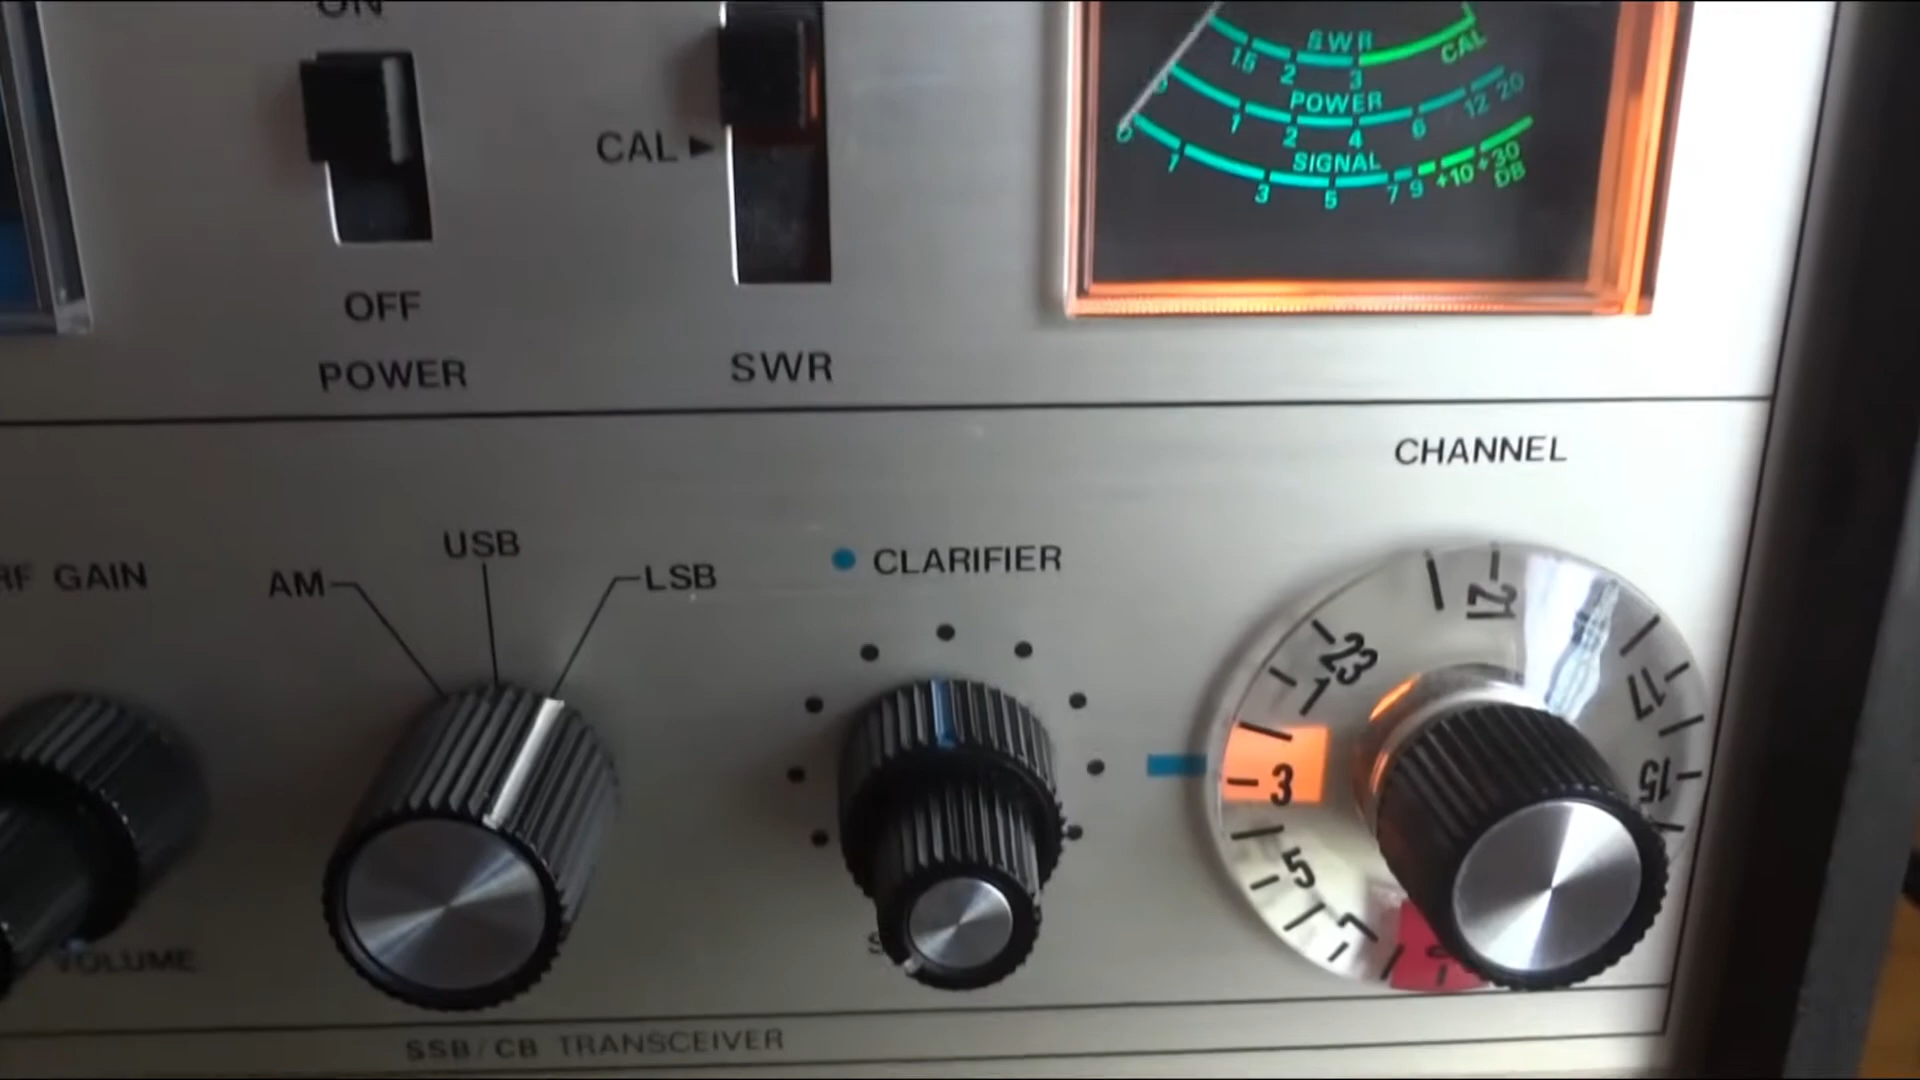 ON
OFF
POWER
CAL
SWR
SWR
1.5 2 3 CAL
POWER
0 1 2 4 6 12 20
SIGNAL
0 1 3 5 7 9 +10 +30
DB
CHANNEL
RF GAIN
AM
USB
LSB
CLARIFIER
21
23
1
3
5
7
17
15
VOLUME
SSB/CB TRANSCEIVER